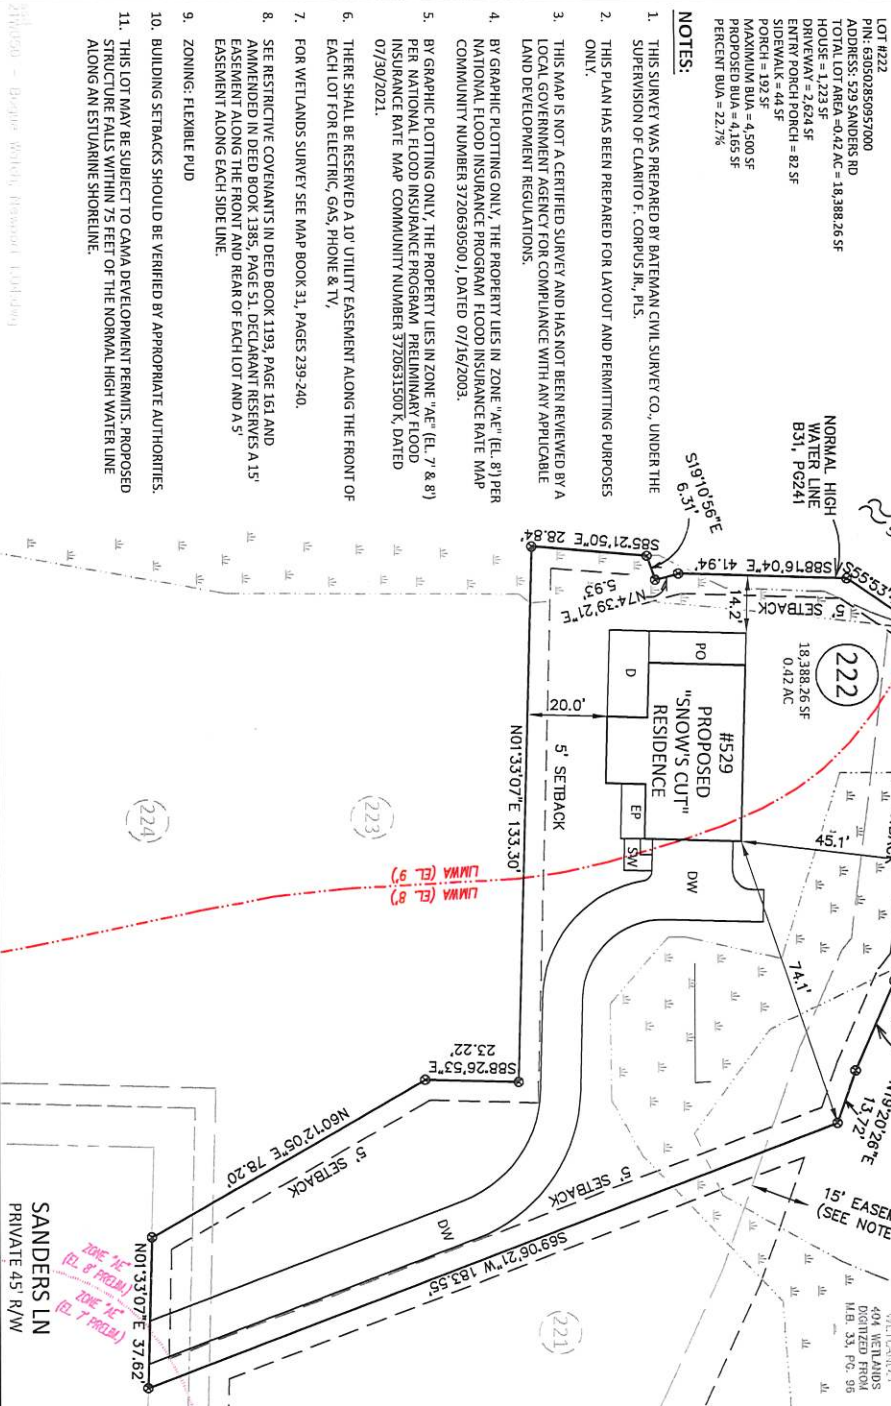 LOT #222
PIN: 630502850957000
ADDRESS: 529 SANDERS RD
TOTAL LOT AREA =0.42 AC = 18,388.26 SF
HOUSE = 1,223 SF
DRIVEWAY = 2,624 SF
ENTRY PORCH PORCH = 82 SF
SIDEWALK = 44 SF
PORCH = 192 SF
MAXIMUM BUA = 4,500 SF
PROPOSED BUA = 4,165 SF
PERCENT BUA = 22.7%
NOTES:
1. THIS SURVEY WAS PREPARED BY BATEMAN CIVIL SURVEY CO., UNDER THE
SUPERVISION OF CLARITO F. CORPUS JR., PLS.
2. THIS PLAN HAS BEEN PREPARED FOR LAYOUT AND PERMITTING PURPOSES
ONLY.
3. THIS MAP IS NOT A CERTIFIED SURVEY AND HAS NOT BEEN REVIEWED BY A
LOCAL GOVERNMENT AGENCY FOR COMPLIANCE WITH ANY APPLICABLE
LAND DEVELOPMENT REGULATIONS.
4. BY GRAPHIC PLOTTING ONLY, THE PROPERTY LIES IN ZONE "AE" (EL. 8') PER
NATIONAL FLOOD INSURANCE PROGRAM FLOOD INSURANCE RATE MAP
COMMUNITY NUMBER 3720630500 J, DATED 07/16/2003.
5. BY GRAPHIC PLOTTING ONLY, THE PROPERTY LIES IN ZONE "AE" (EL. 7' & 8')
PER NATIONAL FLOOD INSURANCE PROGRAM PRELIMINARY FLOOD
INSURANCE RATE MAP COMMUNITY NUMBER 3720631500 K, DATED
07/30/2021.
6. THERE SHALL BE RESERVED A 10' UTILITY EASEMENT ALONG THE FRONT OF
EACH LOT FOR ELECTRIC, GAS, PHONE & TV,
7. FOR WETLANDS SURVEY SEE MAP BOOK 31, PAGES 239-240.
8. SEE RESTRICTIVE COVENANTS IN DEED BOOK 1193, PAGE 161 AND
AMMENDED IN DEED BOOK 1385, PAGE 51. DECLARANT RESERVES A 15'
EASEMENT ALONG THE FRONT AND REAR OF EACH LOT AND A 5'
EASEMENT ALONG EACH SIDE LINE.
9. ZONING: FLEXIBLE PUD
10. BUILDING SETBACKS SHOULD BE VERIFIED BY APPROPRIATE AUTHORITIES.
11. THIS LOT MAY BE SUBJECT TO CAMA DEVELOPMENT PERMITS. PROPOSED
STRUCTURE FALLS WITHIN 75 FEET OF THE NORMAL HIGH WATER LINE
ALONG AN ESTUARINE SHORELINE.
NORMAL HIGH
WATER LINE
B31, PG241
S55°53'
S88°16'04"E 41.94'
S19°10'56"E
6.31'
N74°39'21"E
5.93'
S85°21'50"E 28.84'
5' SETBACK
14.2'
222
18,388.26 SF
0.42 AC
PO
D
#529
PROPOSED
"SNOW'S CUT"
RESIDENCE
EP
SW
DW
20.0'
5' SETBACK
N01°33'07"E 133.30'
45.1'
74.1'
LIMWA (EL 9')
LIMWA (EL 8')
(223)
(224)
S88°26'53"E
23.22'
N60°12'05"E 78.20'
5' SETBACK
DW
5' SETBACK
S69°06'21"W 183.55'
20'26"E
13.72'
15' EASEM
(SEE NOTE
404 WETLANDS
DIGITIZED FROM
M.B. 33, PG. 96
(221)
N01°33'07"E 37.62'
ZONE "AE"
(EL. 8' PRELIM.)
ZONE "AE"
(EL. 7' PRELIM.)
SANDERS LN
PRIVATE 45' R/W